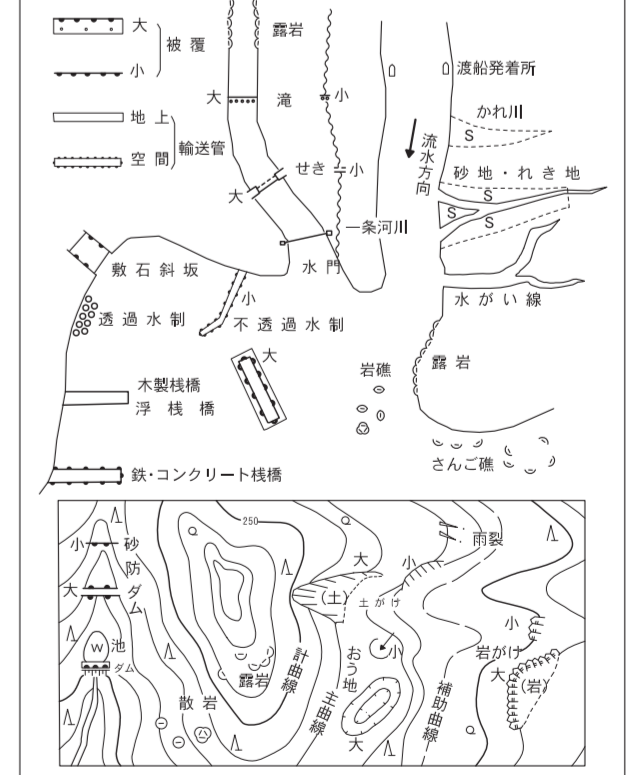 大
小
被覆
地上
空間
輸送管
露岩
大 滝 小
渡船発着所
かれ川
S
流水方向
砂地・れき地
S
S
S
せき 小
大
一条河川
水門
敷石斜坂
小
透過水制
不透過水制
水がい線
大
岩礁
露岩
木製桟橋
浮桟橋
さんご礁
鉄・コンクリート桟橋
250
小 砂防ダム
大
雨裂
大
小
(土)
土がけ
小
岩がけ
大
(岩)
W 池
ダム
おう地
小
大
露岩
散岩
計曲線
主曲線
補助曲線